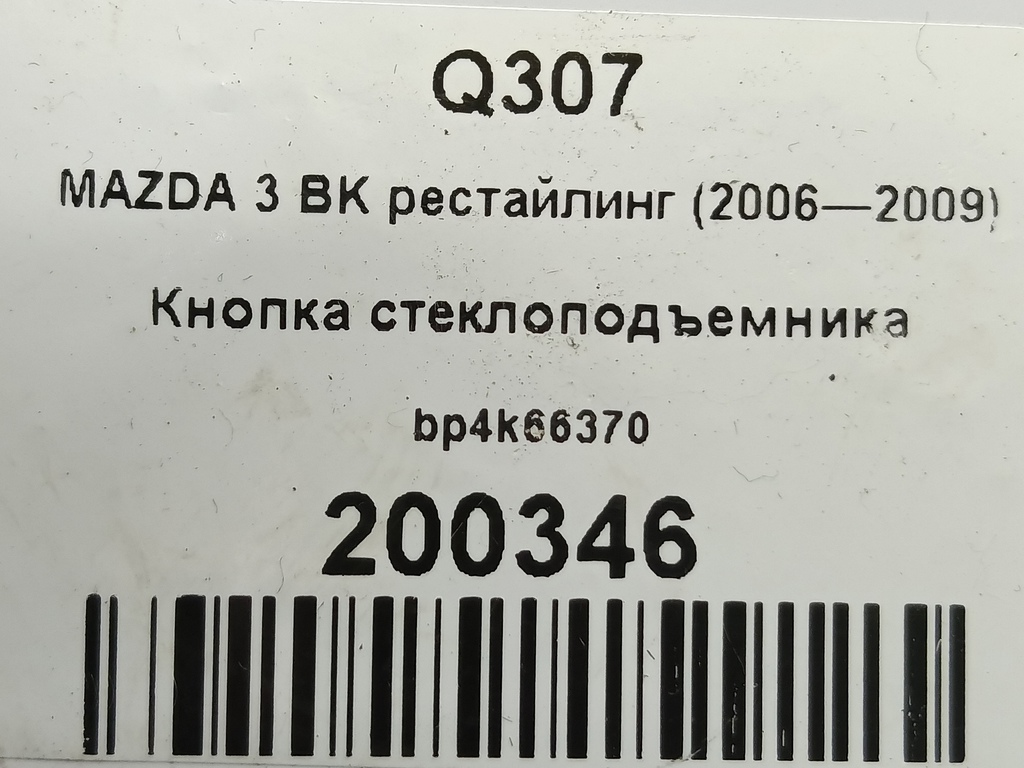 Q307
MAZDA 3 BK рестайлинг (2006—2009)
Кнопка стеклоподъемника
bp4k66370
200346